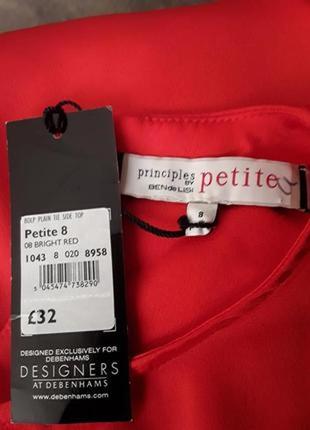 BDLP PLAIN TIE SIDE TOP
Petite 8
08 BRIGHT RED
1043 8 020 8958
5 045474 738290
£32
DESIGNED EXCLUSIVELY FOR
DEBENHAMS
DESIGNERS
AT DEBENHAMS
www.debenhams.com
principles
BY
BEN de LISI
petite
8